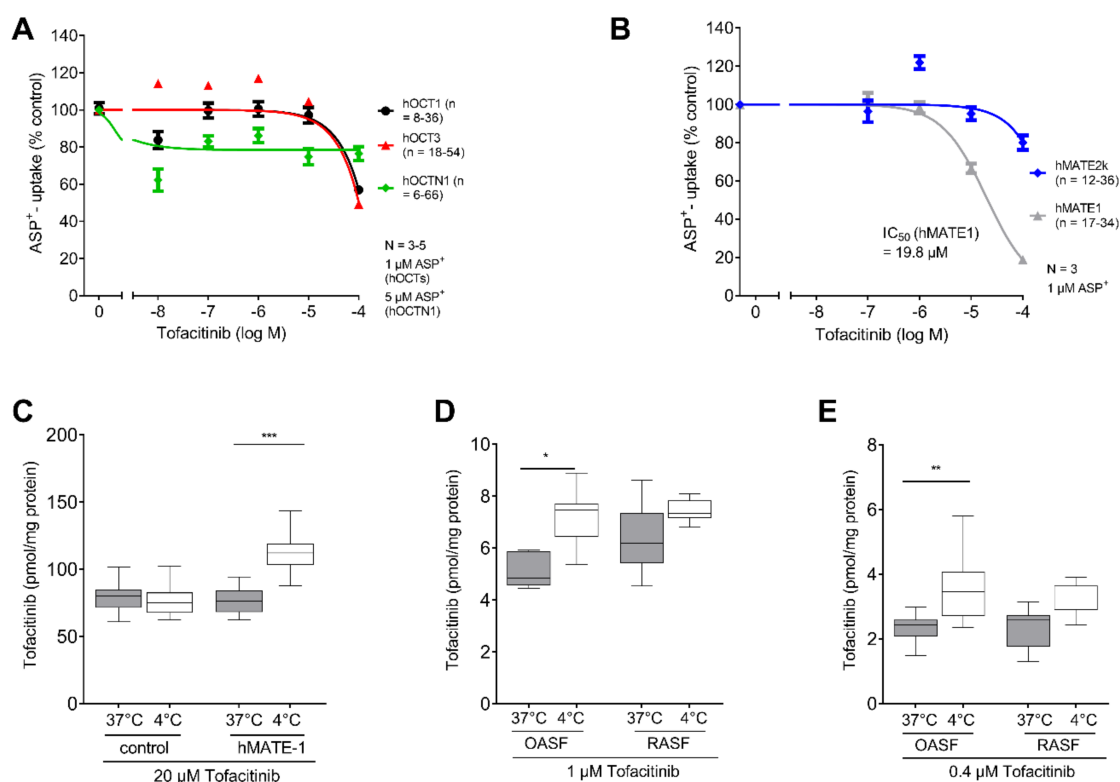 A
ASP+ - uptake (% control)
140
120
100
80
60
40
20
0
0
-8
-7
-6
-5
-4
Tofacitinib (log M)
hOCT1 (n
= 8-36)
hOCT3
(n = 18-54)
hOCTN1 (n
= 6-66)
N = 3-5
1 µM ASP+
(hOCTs)
5 µM ASP+
(hOCTN1)
B
ASP+ - uptake (% control)
140
120
100
80
60
40
20
0
0
-8
-7
-6
-5
-4
Tofacitinib (log M)
IC50 (hMATE1)
= 19.8 µM
hMATE2k
(n = 12-36)
hMATE1
(n = 17-34)
N = 3
1 µM ASP+
C
Tofacitinib (pmol/mg protein)
200
150
100
50
0
***
37°C 4°C 37°C 4°C
control hMATE-1
20 µM Tofacitinib
D
Tofacitinib (pmol/mg protein)
10
8
6
4
2
0
*
37°C 4°C 37°C 4°C
OASF RASF
1 µM Tofacitinib
E
Tofacitinib (pmol/mg protein)
8
6
4
2
0
**
37°C 4°C 37°C 4°C
OASF RASF
0.4 µM Tofacitinib